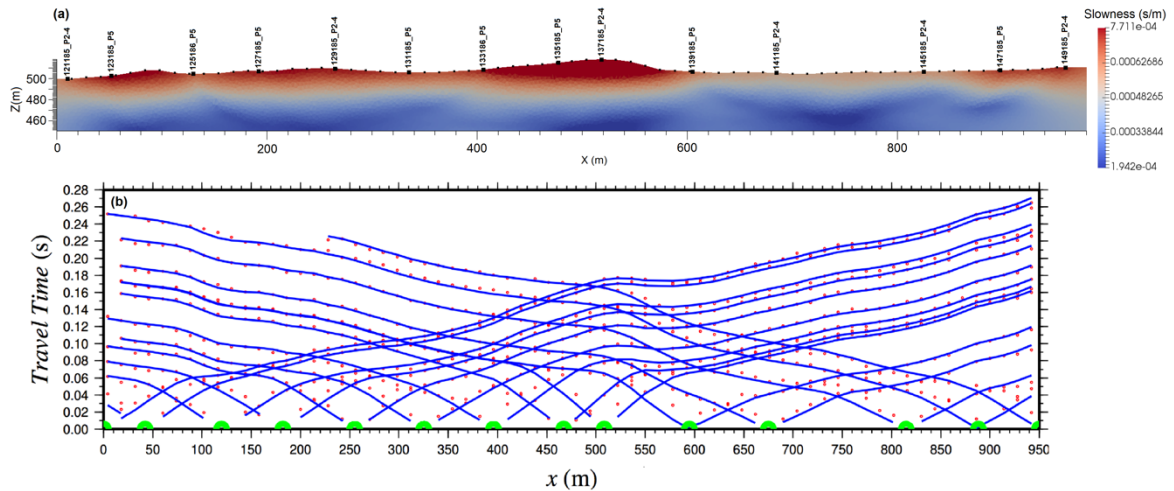 (a)
121185_P2-4
123185_P5
125186_P5
127185_P5
129185_P2-4
131185_P5
133186_P5
135185_P5
137185_P2-4
139185_P5
141185_P2-4
145185_P2-4
147185_P5
149185_P2-4
Slowness (s/m)
7.711e-04
0.00062696
0.00048265
0.00033844
1.942e-04
Z(m)
500
480
460
0 200 400 600 800
X (m)
(b)
Travel Time (s)
0.28
0.26
0.24
0.22
0.20
0.18
0.16
0.14
0.12
0.10
0.08
0.06
0.04
0.02
0.00
0 50 100 150 200 250 300 350 400 450 500 550 600 650 700 750 800 850 900 950
x (m)